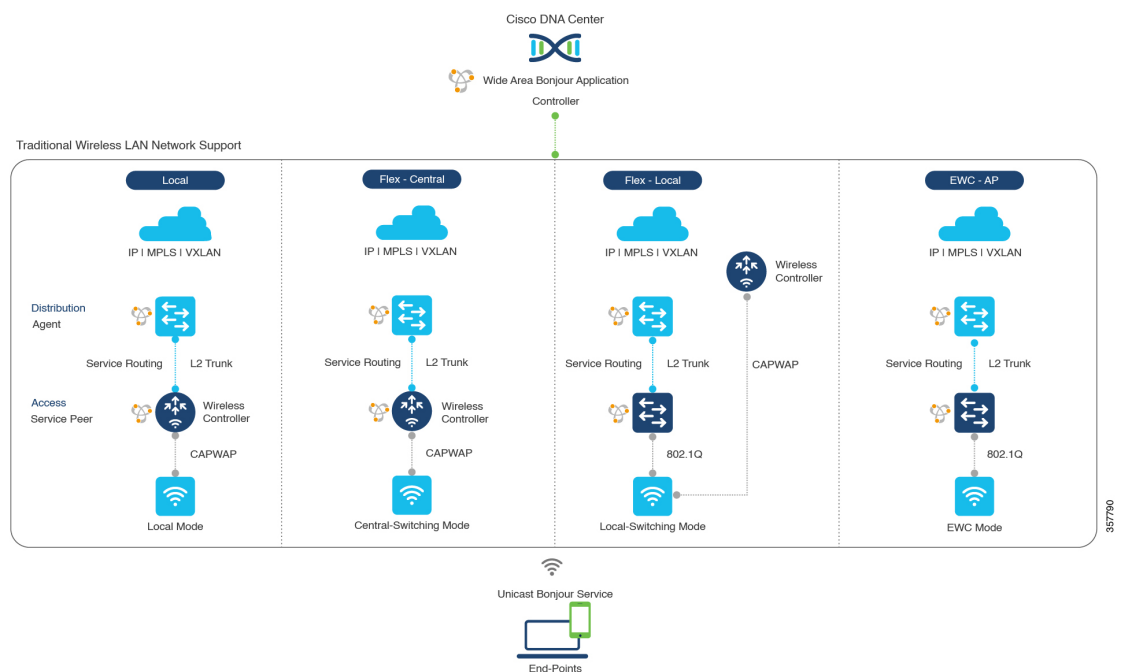 Cisco DNA Center
Wide Area Bonjour Application
Controller
Traditional Wireless LAN Network Support
Local
Flex - Central
Flex - Local
EWC - AP
IP I MPLS I VXLAN
IP I MPLS I VXLAN
IP I MPLS I VXLAN
IP I MPLS I VXLAN
Wireless
Controller
Distribution
Agent
Service Routing
L2 Trunk
Service Routing
L2 Trunk
Service Routing
L2 Trunk
CAPWAP
Service Routing
L2 Trunk
Access
Service Peer
Wireless
Controller
Wireless
Controller
CAPWAP
CAPWAP
802.1Q
802.1Q
Local Mode
Central-Switching Mode
Local-Switching Mode
EWC Mode
357790
Unicast Bonjour Service
End-Points